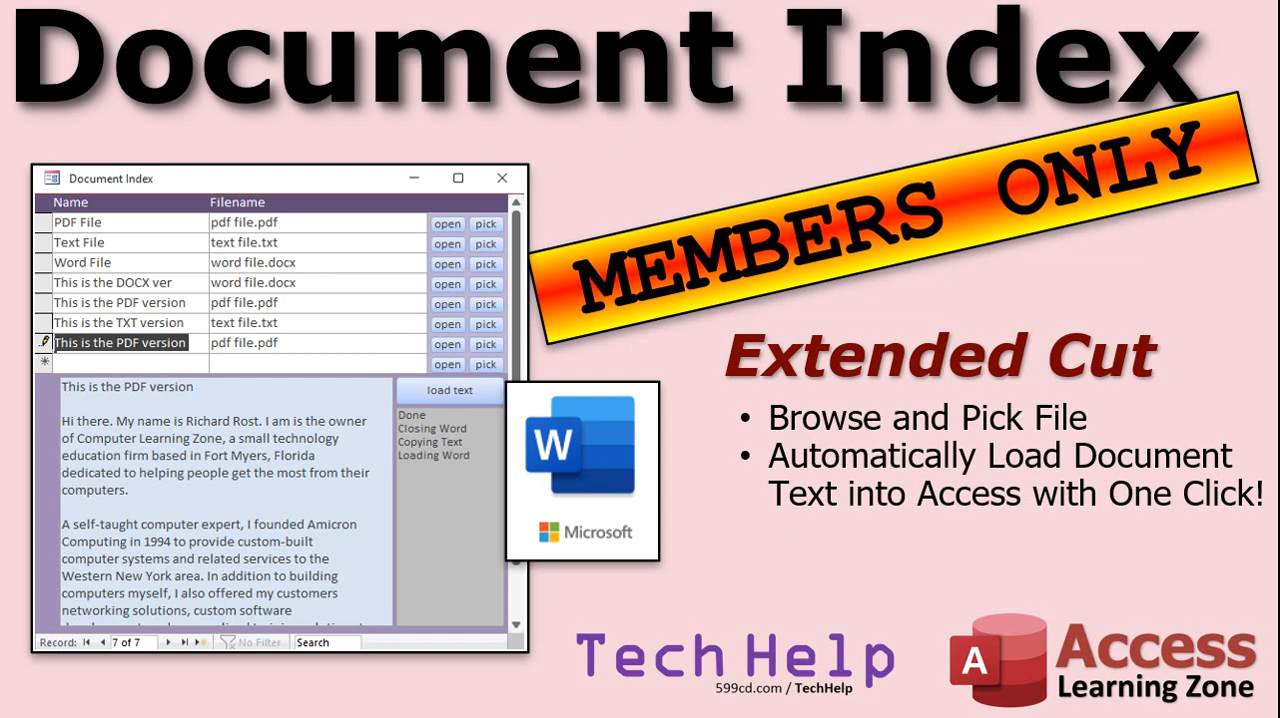 Document Index
MEMBERS ONLY
Document Index
Name Filename
PDF File pdf file.pdf open pick
Text File text file.txt open pick
Word File word file.docx open pick
This is the DOCX ver word file.docx open pick
This is the PDF version pdf file.pdf open pick
This is the TXT version text file.txt open pick
This is the PDF version pdf file.pdf open pick
open pick
This is the PDF version
Hi there. My name is Richard Rost. I am the owner
of Computer Learning Zone, a small technology
education firm based in Fort Myers, Florida
dedicated to helping people get the most from their
computers.
A self-taught computer expert, I founded Amicron
Computing in 1994 to provide custom-built
computer systems and related services to the
Western New York area. In addition to building
computers myself, I also offered my customers
networking solutions, custom software
load text
Done
Closing Word
Copying Text
Loading Word
Record: 7 of 7 No Filter Search
W
Microsoft
Extended Cut
• Browse and Pick File
• Automatically Load Document
Text into Access with One Click!
Tech Help
599cd.com / TechHelp
A
Access
Learning Zone